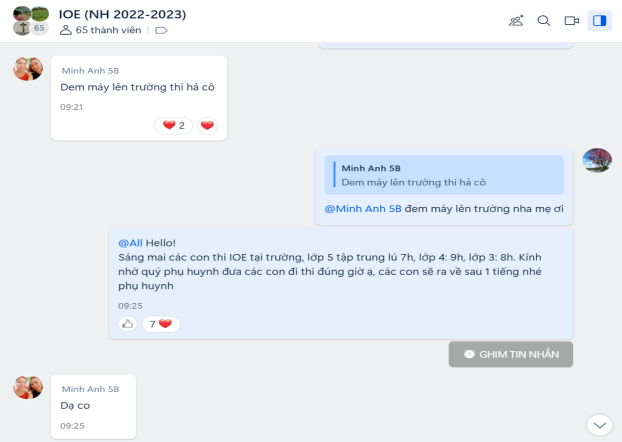 IOE (NH 2022-2023)
65
65 thành viên
Minh Anh 5B
Dem máy lên trường thi hả cô
09:21
2
Minh Anh 5B
Dem máy lên trường thi hả cô
@Minh Anh 5B đem máy lên trường nha mẹ ơi
@All Hello!
Sáng mai các con thi IOE tại trường, lớp 5 tập trung lú 7h, lớp 4: 9h, lớp 3: 8h. Kính
nhờ quý phụ huynh đưa các con đi thi đúng giờ ạ, các con sẽ ra về sau 1 tiếng nhé
phụ huynh
09:25
7
GHIM TIN NHẮN
Minh Anh 5B
Dạ co
09:25